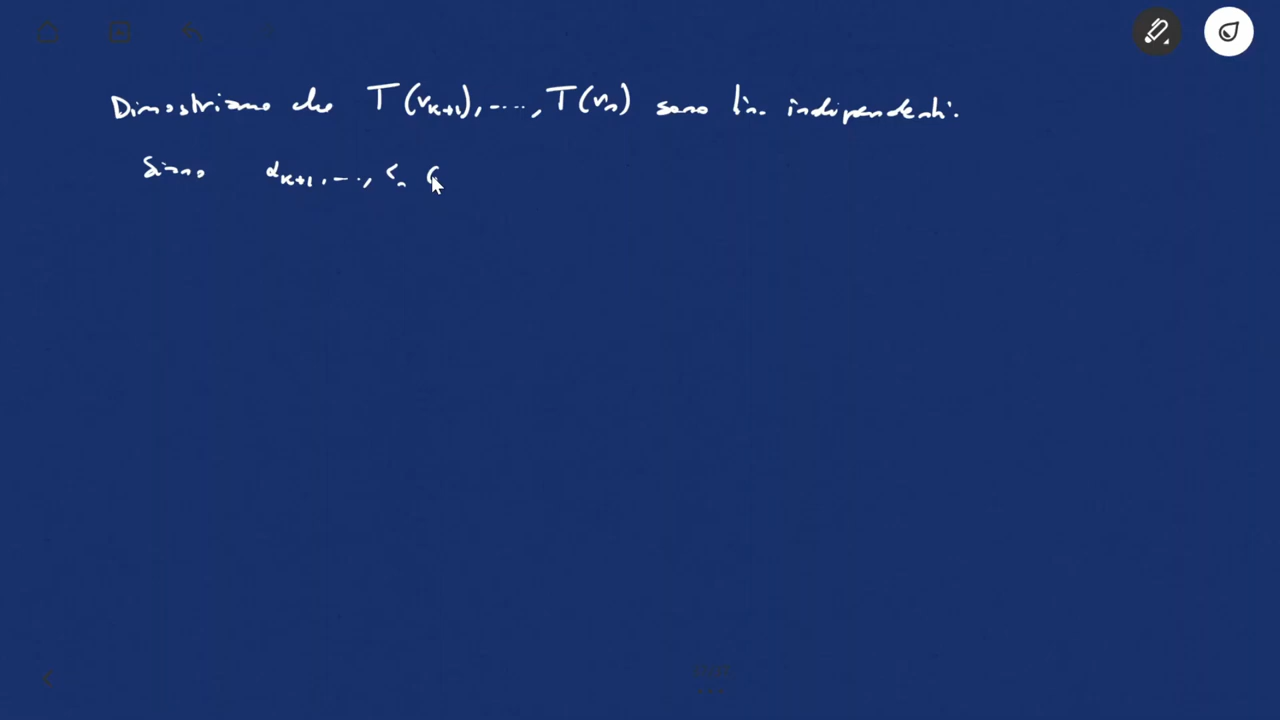 Dimostriamo che T(vₖ₊₁), ...., T(vₙ) sono lin. indipendenti.
Siano αₖ₊₁, ..., αₙ